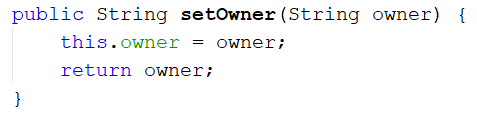 public String setOwner(String owner) {
    this.owner = owner;
    return owner;
}